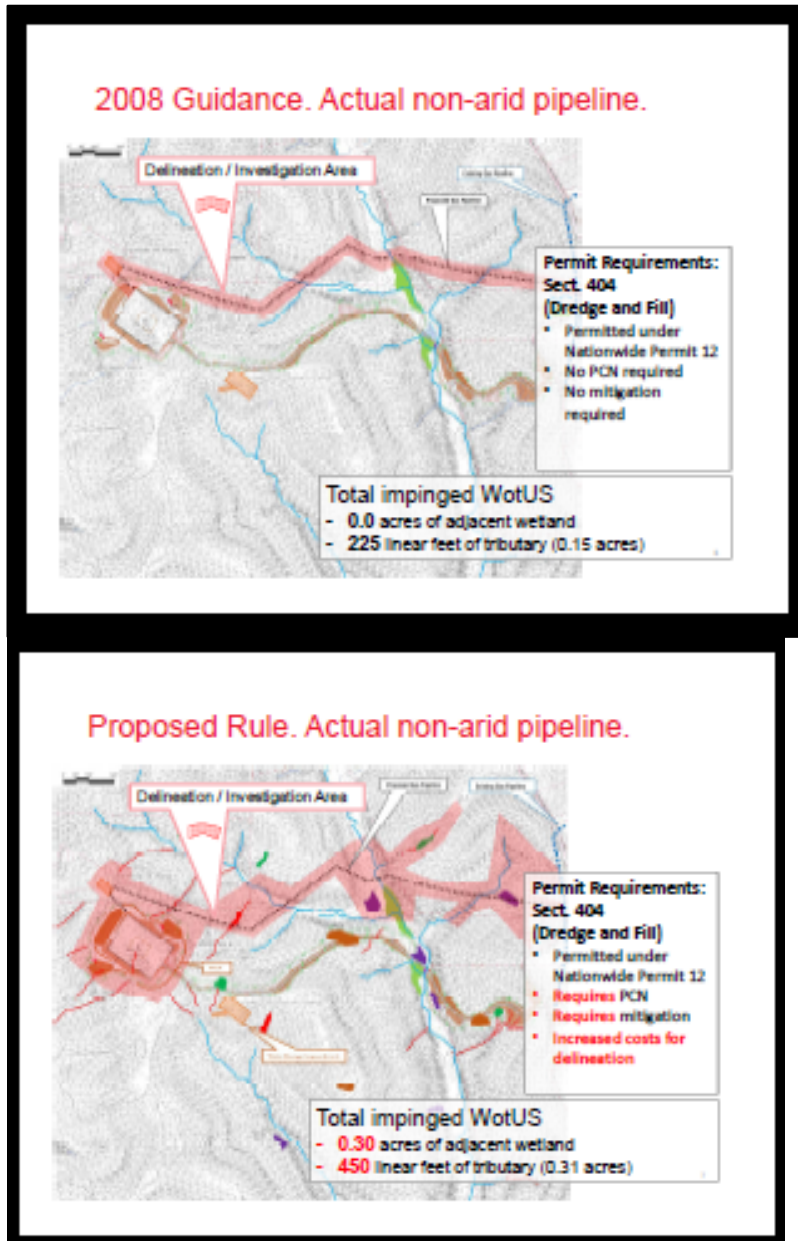 2008 Guidance. Actual non-arid pipeline.
Delineation / Investigation Area
Permit Requirements:
Sect. 404
(Dredge and Fill)
▪ Permitted under
Nationwide Permit 12
▪ No PCN required
▪ No mitigation
required
Total impinged WotUS
- 0.0 acres of adjacent wetland
- 225 linear feet of tributary (0.15 acres)
Proposed Rule. Actual non-arid pipeline.
Delineation / Investigation Area
Permit Requirements:
Sect. 404
(Dredge and Fill)
▪ Permitted under
Nationwide Permit 12
▪ Requires PCN
▪ Requires mitigation
▪ Increased costs for
delineation
Total impinged WotUS
- 0.30 acres of adjacent wetland
- 450 linear feet of tributary (0.31 acres)